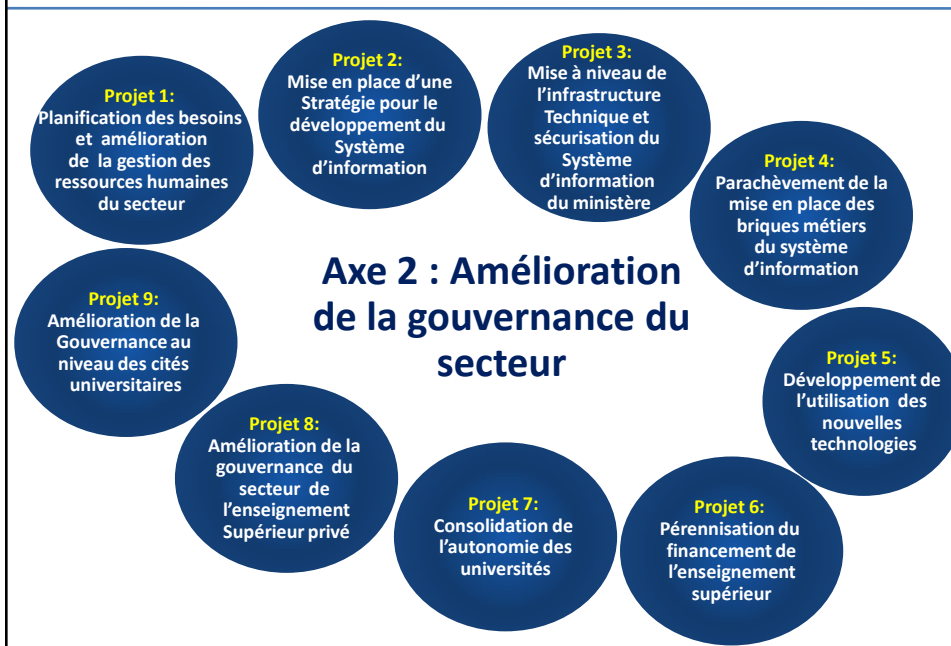 Projet 1:
Planification des besoins
et amélioration
de la gestion des
ressources humaines
du secteur
Projet 2:
Mise en place d’une
Stratégie pour le
développement du
Système
d’information
Projet 3:
Mise à niveau de
l’infrastructure
Technique et
sécurisation du
Système
d’information
du ministère
Projet 4:
Parachèvement de la
mise en place des
briques métiers
du système
d’information
Axe 2 : Amélioration
de la gouvernance du
secteur
Projet 5:
Développement de
l’utilisation des
nouvelles
technologies
Projet 6:
Pérennisation du
financement de
l’enseignement
supérieur
Projet 7:
Consolidation de
l’autonomie des
universités
Projet 8:
Amélioration de la
gouvernance du
secteur de
l’enseignement
Supérieur privé
Projet 9:
Amélioration de la
Gouvernance au
niveau des cités
universitaires